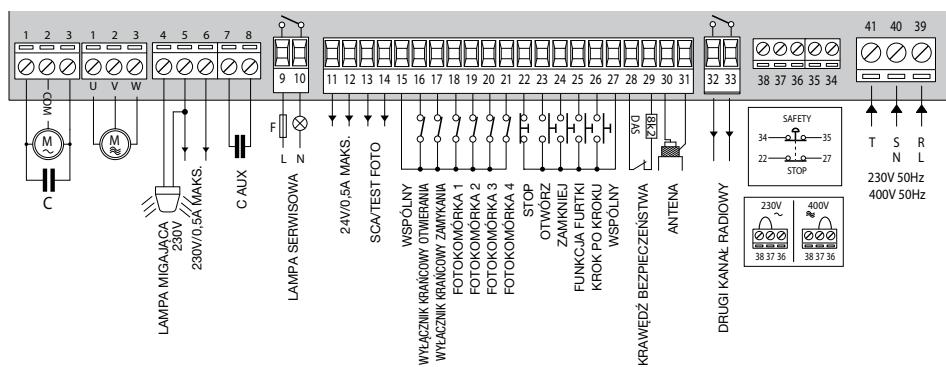 1 2 3 1 2 3 4 5 6 7 8
9 10
11 12 13 14 15 16 17 18 19 20 21 22 23 24 25 26 27 28 29 30 31
32 33
38 37 36 35 34
41 40 39
COM
M
~
C
U V W
M
≋
LAMPA MIGAJĄCA
230V
230V/0,5A MAKS.
C AUX
F
L N
LAMPA SERWISOWA
24V/0,5A MAKS.
SCA/TEST FOTO
WSPÓLNY
WYŁĄCZNIK KRAŃCOWY OTWIERANIA
WYŁACZNIK KRAŃCOWY ZAMYKANIA
FOTOKOMÓRKA 1
FOTOKOMÓRKA 2
FOTOKOMÓRKA 3
FOTOKOMÓRKA 4
STOP
OTWÓRZ
ZAMKNIEJ
FUNKCJA FURTKI
KROK PO KROKU
WSPÓLNY
DAS
8K2
KRAWĘDŹ BEZPIECZEŃSTWA
ANTENA
DRUGI KANAŁ RADIOWY
SAFETY
34 35
22 27
STOP
230V 400V
~ ≋
38 37 36 38 37 36
T S R
N L
230V 50Hz
400V 50Hz